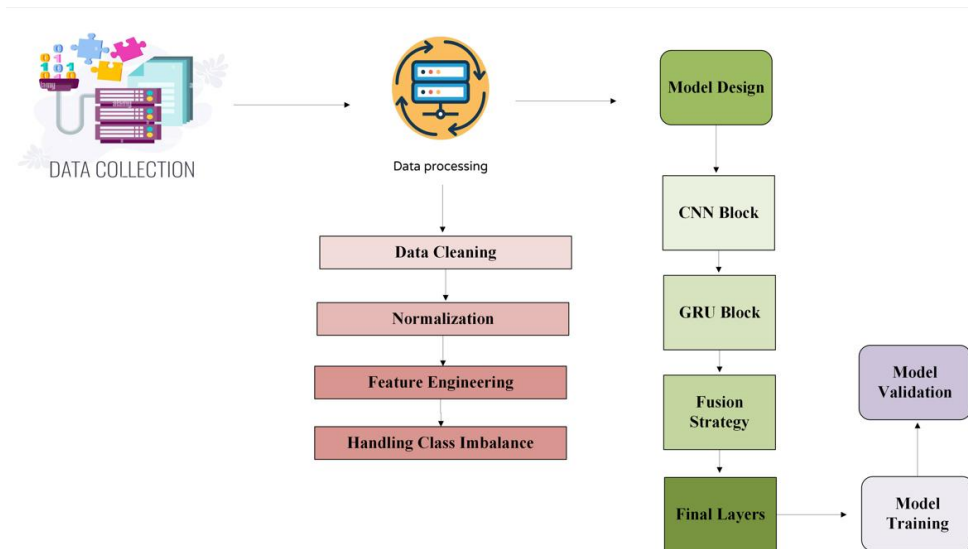 DATA COLLECTION
Data processing
Data Cleaning
Normalization
Feature Engineering
Handling Class Imbalance
Model Design
CNN Block
GRU Block
Fusion
Strategy
Final Layers
Model
Training
Model
Validation